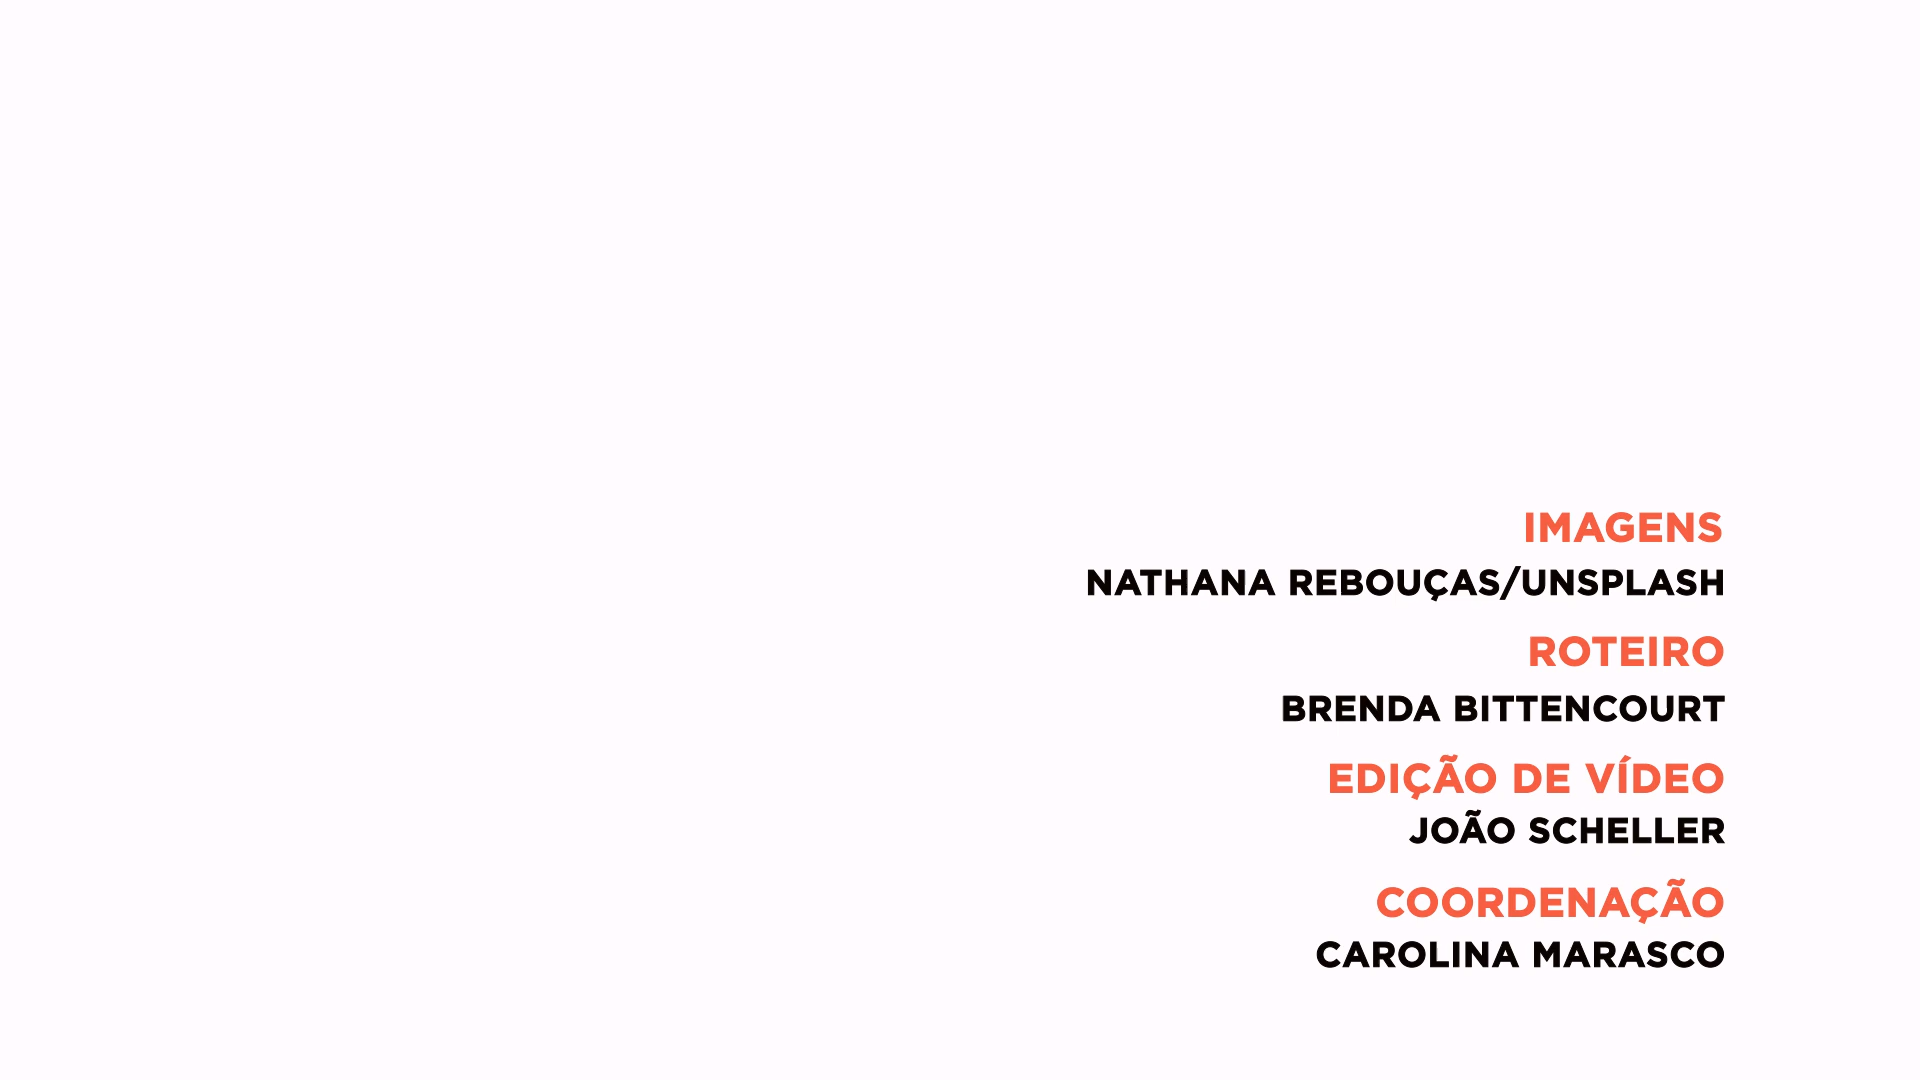 IMAGENS
NATHANA REBOUÇAS/UNSPLASH
ROTEIRO
BRENDA BITTENCOURT
EDIÇÃO DE VÍDEO
JOÃO SCHELLER
COORDENAÇÃO
CAROLINA MARASCO